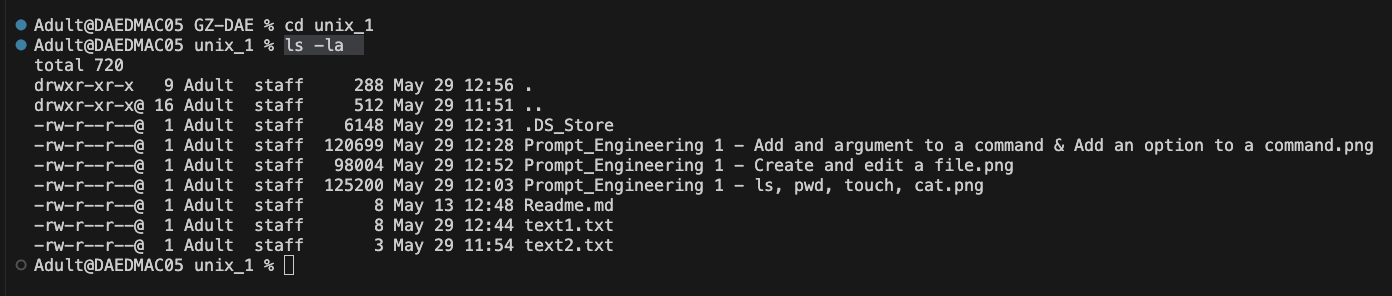 Adult@DAEDMAC05 GZ-DAE % cd unix_1
Adult@DAEDMAC05 unix_1 % ls -la
total 720
drwxr-xr-x   9 Adult  staff     288 May 29 12:56 .
drwxr-xr-x@ 16 Adult  staff     512 May 29 11:51 ..
-rw-r--r--@  1 Adult  staff    6148 May 29 12:31 .DS_Store
-rw-r--r--@  1 Adult  staff  120699 May 29 12:28 Prompt_Engineering 1 - Add and argument to a command & Add an option to a command.png
-rw-r--r--@  1 Adult  staff   98004 May 29 12:52 Prompt_Engineering 1 - Create and edit a file.png
-rw-r--r--@  1 Adult  staff  125200 May 29 12:03 Prompt_Engineering 1 - ls, pwd, touch, cat.png
-rw-r--r--@  1 Adult  staff       8 May 13 12:48 Readme.md
-rw-r--r--@  1 Adult  staff       8 May 29 12:44 text1.txt
-rw-r--r--@  1 Adult  staff       3 May 29 11:54 text2.txt
Adult@DAEDMAC05 unix_1 %